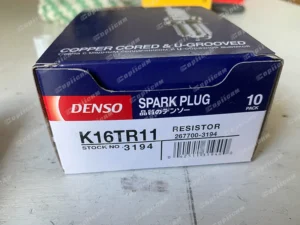 COPPER CORED & U-GROOVED
DENSO
SPARK PLUG
品質のデンソー
10
PACK
K16TR11
RESISTOR
267700-3194
STOCK NO
3194